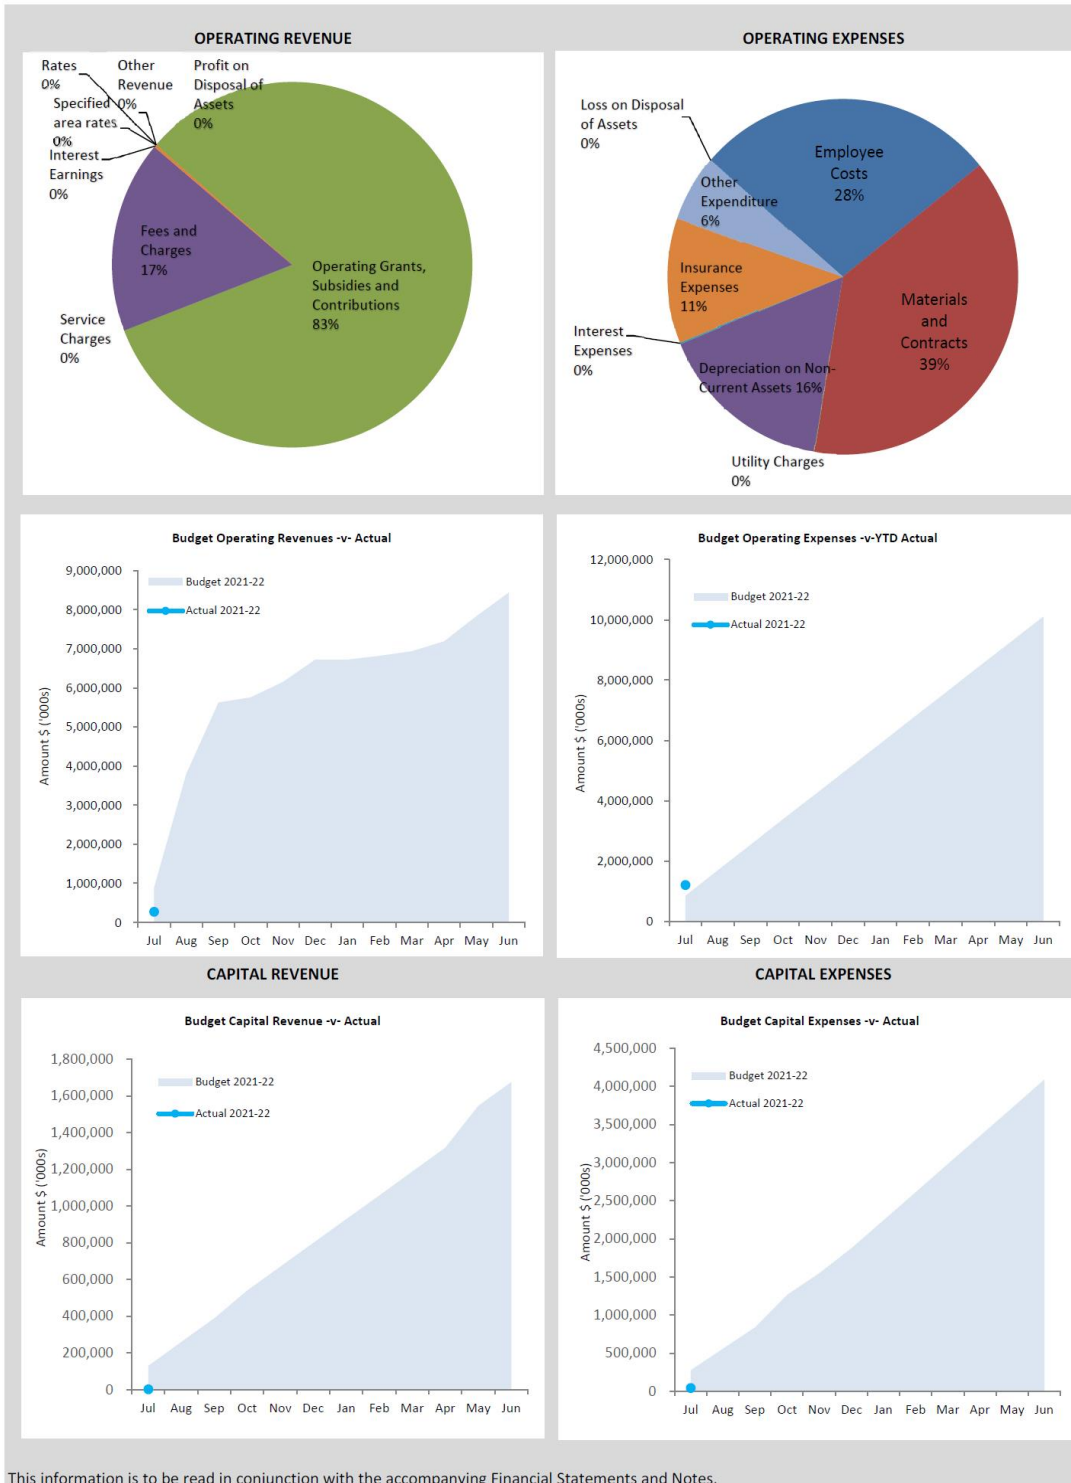 OPERATING REVENUE
Rates
0%
Other
Revenue
0%
Profit on
Disposal of
Assets
0%
Specified
area rates
0%
Interest
Earnings
0%
Fees and
Charges
17%
Operating Grants,
Subsidies and
Contributions
83%
Service
Charges
0%
OPERATING EXPENSES
Loss on Disposal
of Assets
0%
Employee
Costs
28%
Other
Expenditure
6%
Insurance
Expenses
11%
Materials
and
Contracts
39%
Interest
Expenses
0%
Depreciation on Non-
Current Assets 16%
Utility Charges
0%
Budget Operating Revenues -v- Actual
Amount $ ('000s)
9,000,000
8,000,000
7,000,000
6,000,000
5,000,000
4,000,000
3,000,000
2,000,000
1,000,000
0
Budget 2021-22
Actual 2021-22
Jul Aug Sep Oct Nov Dec Jan Feb Mar Apr May Jun
Budget Operating Expenses -v-YTD Actual
Amount $ ('000s)
12,000,000
10,000,000
8,000,000
6,000,000
4,000,000
2,000,000
0
Budget 2021-22
Actual 2021-22
Jul Aug Sep Oct Nov Dec Jan Feb Mar Apr May Jun
CAPITAL REVENUE
Budget Capital Revenue -v- Actual
Amount $ ('000s)
1,800,000
1,600,000
1,400,000
1,200,000
1,000,000
800,000
600,000
400,000
200,000
0
Budget 2021-22
Actual 2021-22
Jul Aug Sep Oct Nov Dec Jan Feb Mar Apr May Jun
CAPITAL EXPENSES
Budget Capital Expenses -v- Actual
Amount $ ('000s)
4,500,000
4,000,000
3,500,000
3,000,000
2,500,000
2,000,000
1,500,000
1,000,000
500,000
0
Budget 2021-22
Actual 2021-22
Jul Aug Sep Oct Nov Dec Jan Feb Mar Apr May Jun
This information is to be read in conjunction with the accompanying Financial Statements and Notes.